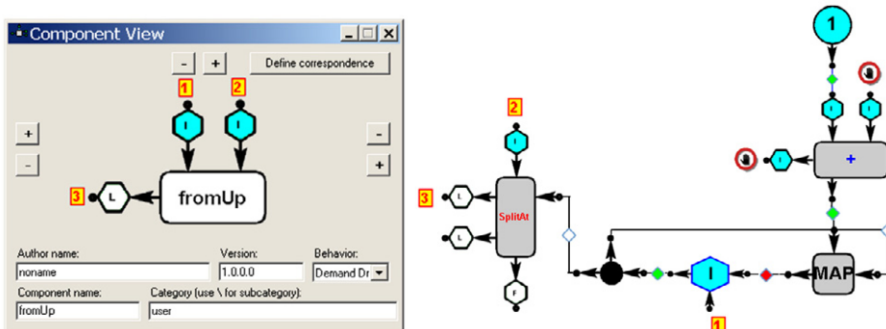 Component View
- +
Define correspondence
1 2
I I
+ -
- +
3 L fromUp
Author name: Version: Behavior:
noname 1.0.0.0 Demand Dr
Component name: Category (use \ for subcategory):
fromUp user
1
2
I I
I
I +
3 L
SplitAt
L
I MAP
F
1